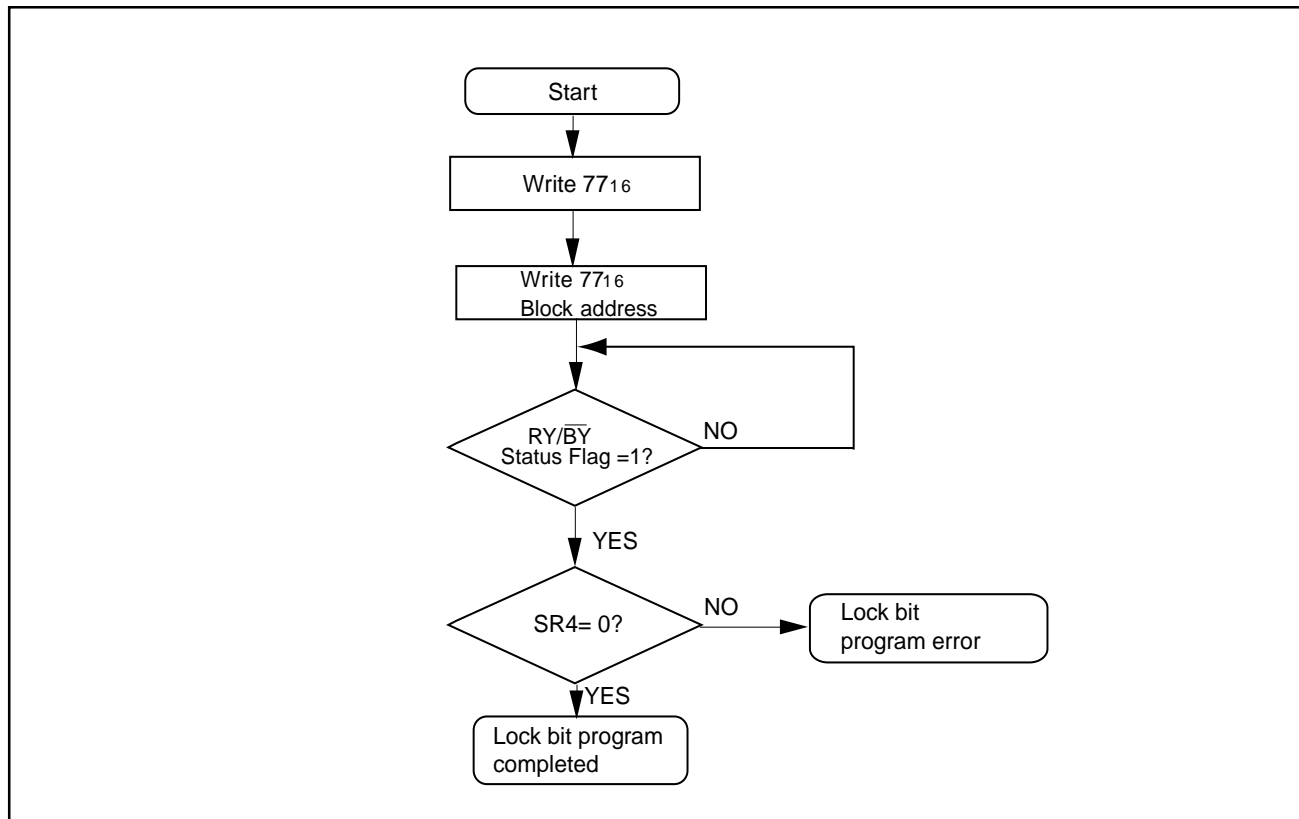 Start
Write 77₁₆
Write 77₁₆
Block address
RY/B̅Y̅
Status Flag =1?
NO
YES
SR4= 0?
NO
Lock bit
program error
YES
Lock bit program
completed